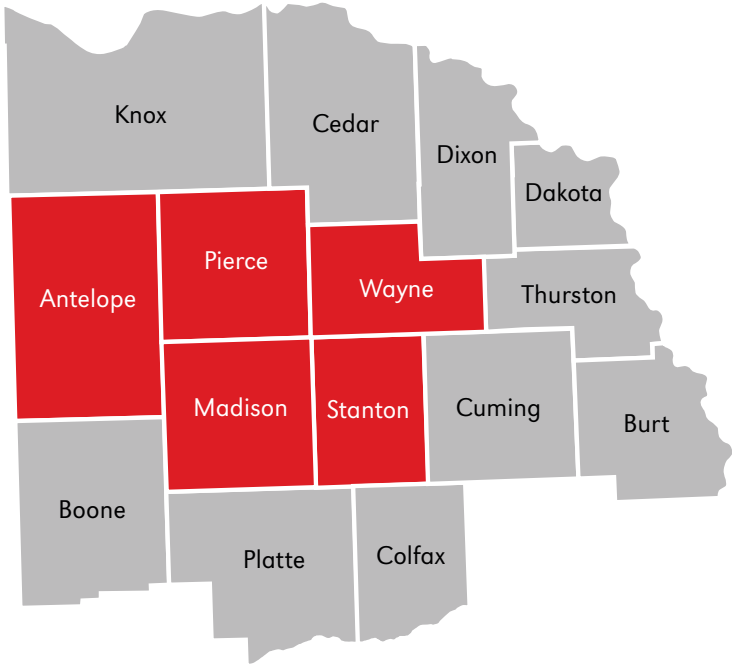 Knox
Cedar
Dixon
Dakota
Antelope
Pierce
Wayne
Thurston
Madison
Stanton
Cuming
Burt
Boone
Platte
Colfax